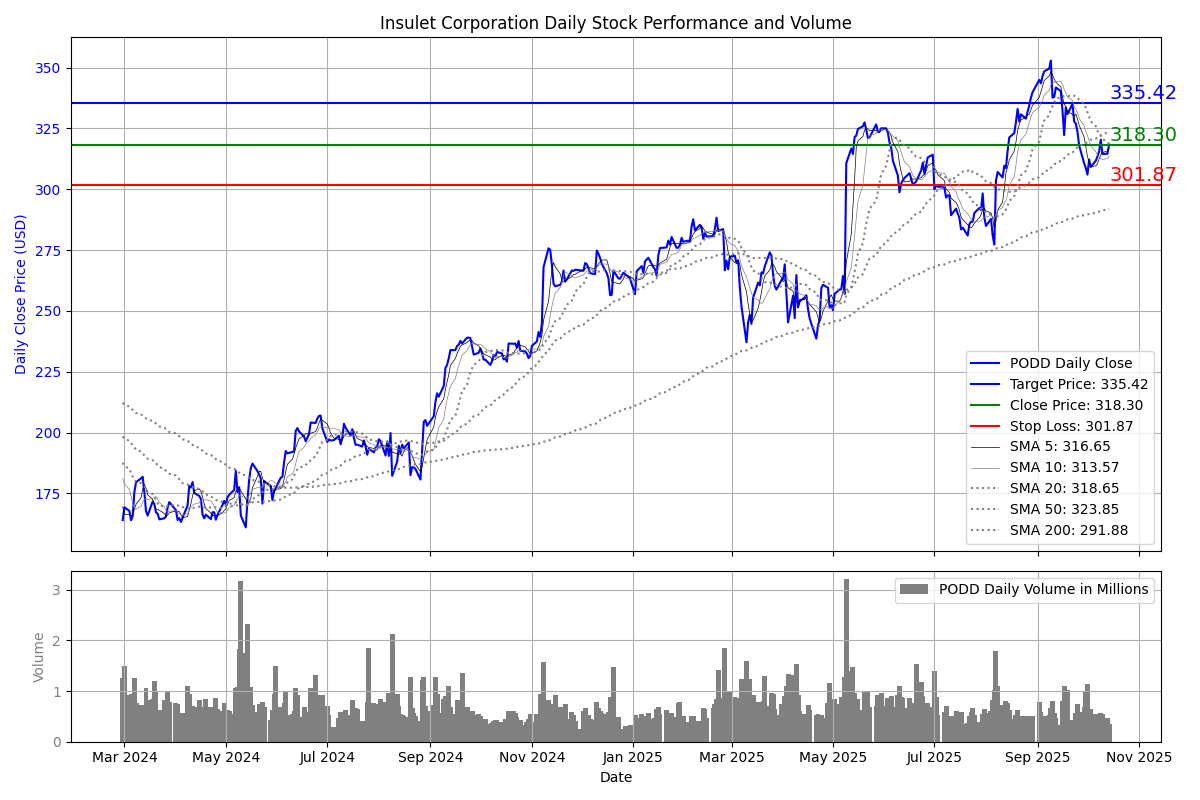 Insulet Corporation Daily Stock Performance and Volume
Daily Close Price (USD)
350
325
300
275
250
225
200
175
335.42
318.30
301.87
PODD Daily Close
Target Price: 335.42
Close Price: 318.30
Stop Loss: 301.87
SMA 5: 316.65
SMA 10: 313.57
SMA 20: 318.65
SMA 50: 323.85
SMA 200: 291.88
Volume
3
2
1
0
PODD Daily Volume in Millions
Mar 2024 May 2024 Jul 2024 Sep 2024 Nov 2024 Jan 2025 Mar 2025 May 2025 Jul 2025 Sep 2025 Nov 2025
Date